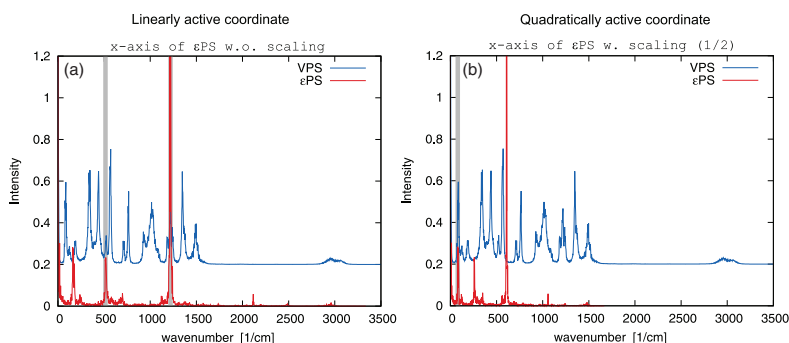 Linearly active coordinate
x-axis of εPS w.o. scaling
(a)
VPS
εPS
1.2
1
0.8
0.6
0.4
0.2
0
Intensity
0 500 1000 1500 2000 2500 3000 3500
wavenumber [1/cm]
Quadratically active coordinate
x-axis of εPS w. scaling (1/2)
(b)
VPS
εPS
1.2
1
0.8
0.6
0.4
0.2
0
Intensity
0 500 1000 1500 2000 2500 3000 3500
wavenumber [1/cm]